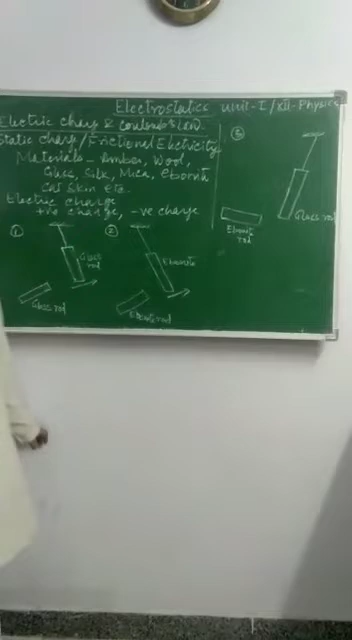 Electrostatics Unit-I/XII-Physics
Electric charge & coulomb's Law.
Static charge/Frictional Electricity
Materials - Amber, Wool,
Glass, Silk, Mica, ebonite
Cat Skin etc.
Electric charge
+ve charge, -ve charge
①
Glass rod
Glass rod
②
Ebonite
Ebonite rod
③
Glass rod
Ebonite rod